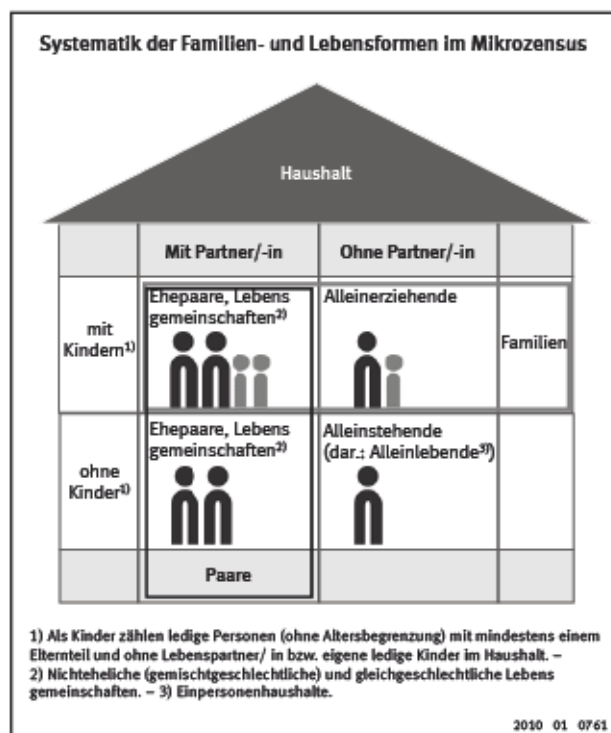 Systematik der Familien- und Lebensformen im Mikrozensus
Haushalt
Mit Partner/-in
Ohne Partner/-in
mit
Kindern¹⁾
Ehepaare, Lebens
gemeinschaften²⁾
Alleinerziehende
Familien
ohne
Kinder¹⁾
Ehepaare, Lebens
gemeinschaften²⁾
Alleinstehende
(dar.: Alleinlebende³⁾)
Paare
1) Als Kinder zählen ledige Personen (ohne Altersbegrenzung) mit mindestens einem
Elternteil und ohne Lebenspartner/ in bzw. eigene ledige Kinder im Haushalt. –
2) Nichteheliche (gemischtgeschlechtliche) und gleichgeschlechtliche Lebens
gemeinschaften. – 3) Einpersonenhaushalte.
2010 01 0761